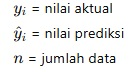 yᵢ = nilai aktual
ŷᵢ = nilai prediksi
n = jumlah data